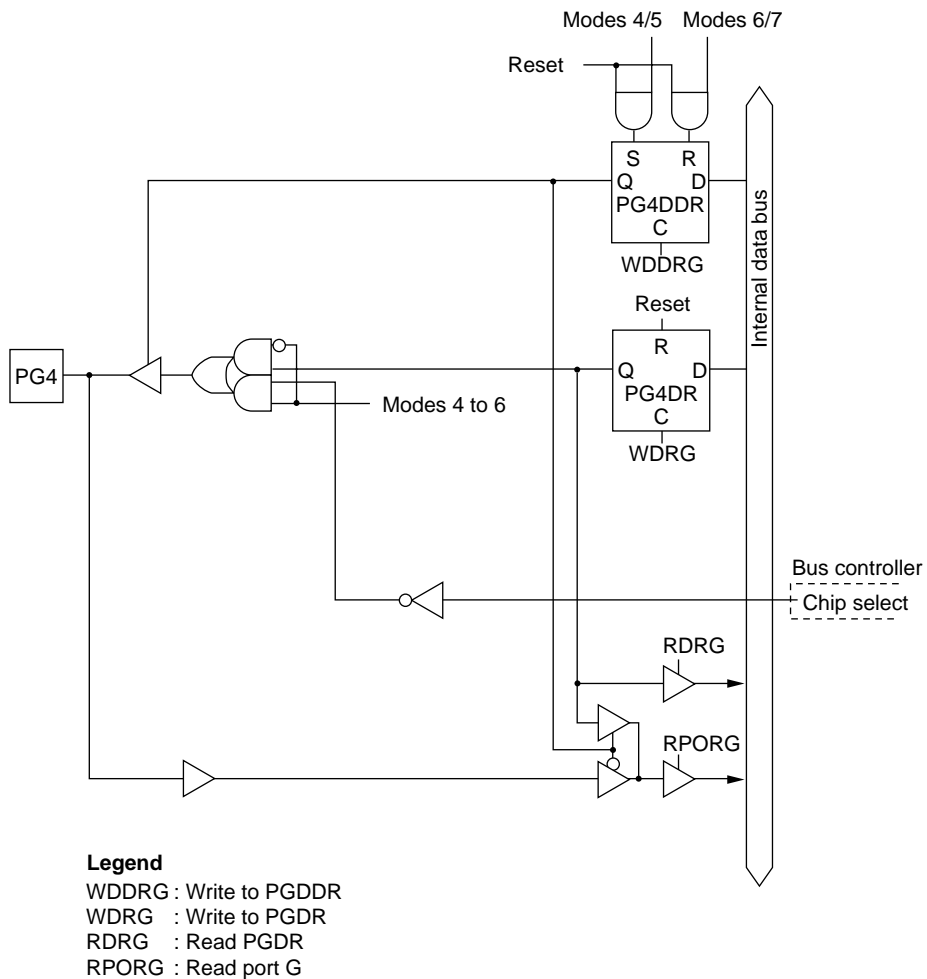 Modes 4/5
Modes 6/7
Reset
S
R
Q
D
PG4DDR
C
WDDRG
Internal data bus
Reset
R
Q
D
PG4DR
C
WDRG
PG4
Modes 4 to 6
Bus controller
Chip select
RDRG
RPORG
Legend
WDDRG : Write to PGDDR
WDRG : Write to PGDR
RDRG : Read PGDR
RPORG : Read port G